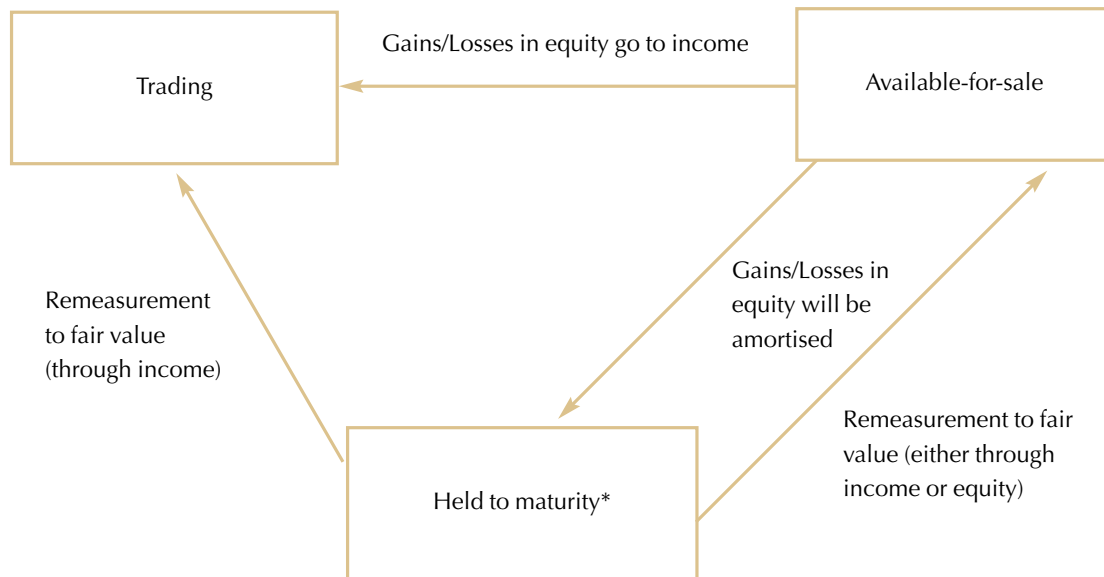 Gains/Losses in equity go to income
Trading
Available-for-sale
Gains/Losses in
equity will be
amortised
Remeasurement
to fair value
(through income)
Remeasurement to fair
value (either through
income or equity)
Held to maturity*